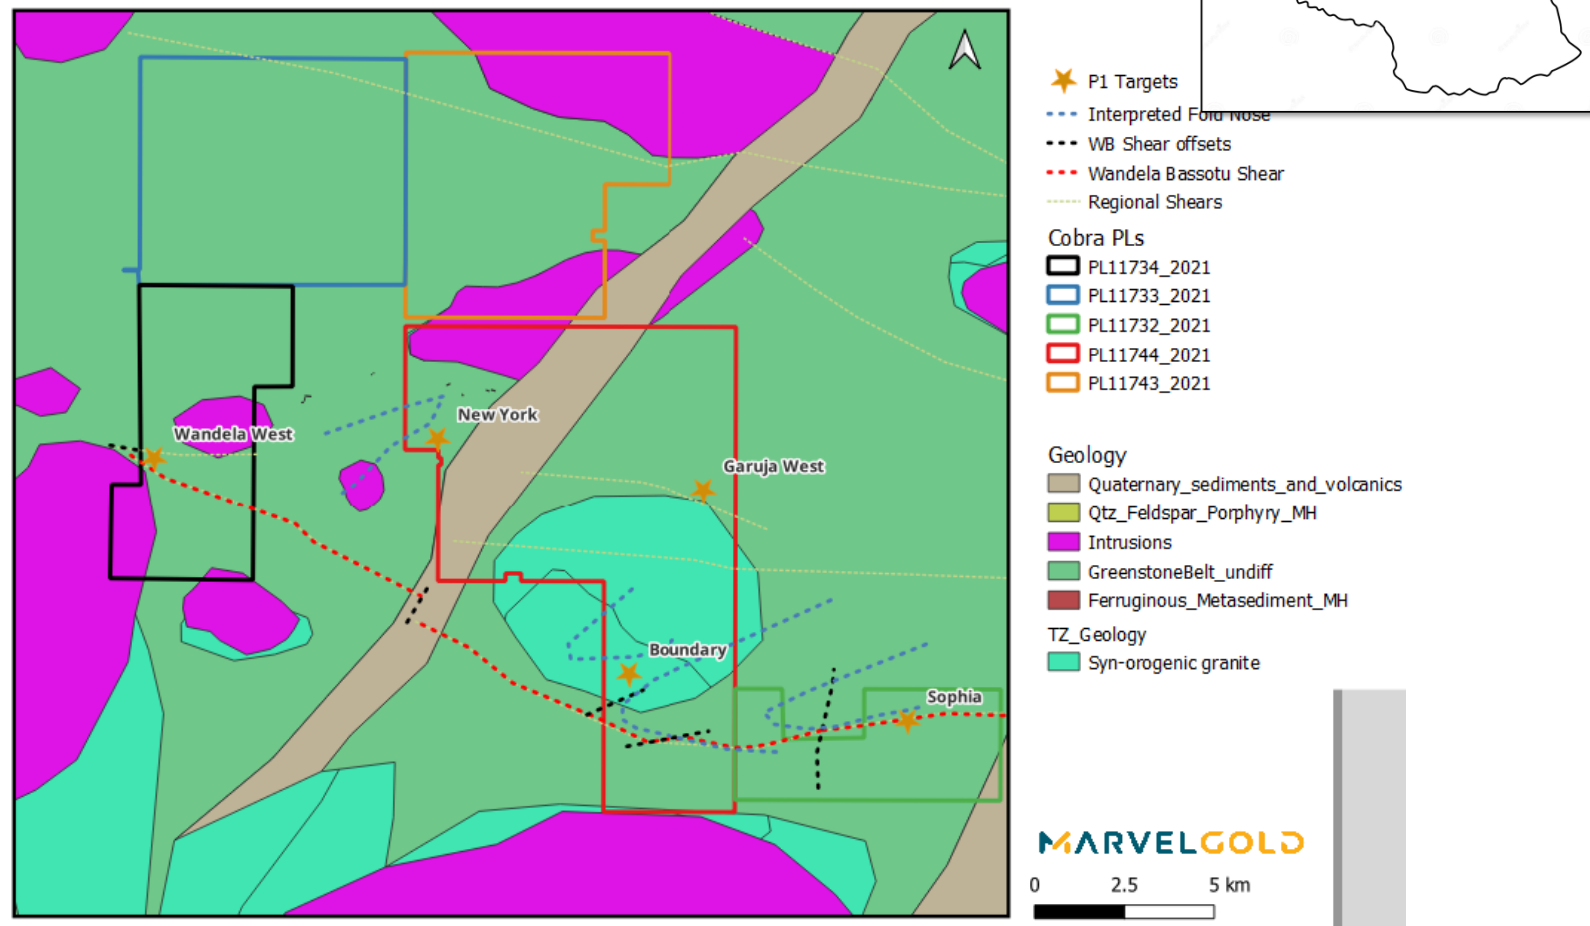 P1 Targets
Interpreted Fold Nose
WB Shear offsets
Wandela Bassotu Shear
Regional Shears
Cobra PLs
PL11734_2021
PL11733_2021
PL11732_2021
PL11744_2021
PL11743_2021
Wandela West
New York
Garuja West
Boundary
Sophia
Geology
Quaternary_sediments_and_volcanics
Qtz_Feldspar_Porphyry_MH
Intrusions
GreenstoneBelt_undiff
Ferruginous_Metasediment_MH
TZ_Geology
Syn-orogenic granite
MARVELGOLD
0 2.5 5 km